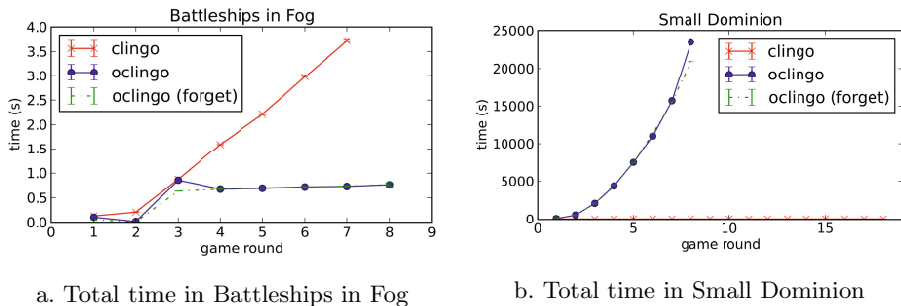 Battleships in Fog
4.0
3.5
3.0
2.5
2.0
1.5
1.0
0.5
0.0
time (s)
clingo
oclingo
oclingo (forget)
0 1 2 3 4 5 6 7 8 9
game round
a. Total time in Battleships in Fog
Small Dominion
25000
20000
15000
10000
5000
0
time (s)
clingo
oclingo
oclingo (forget)
0 5 10 15
game round
b. Total time in Small Dominion